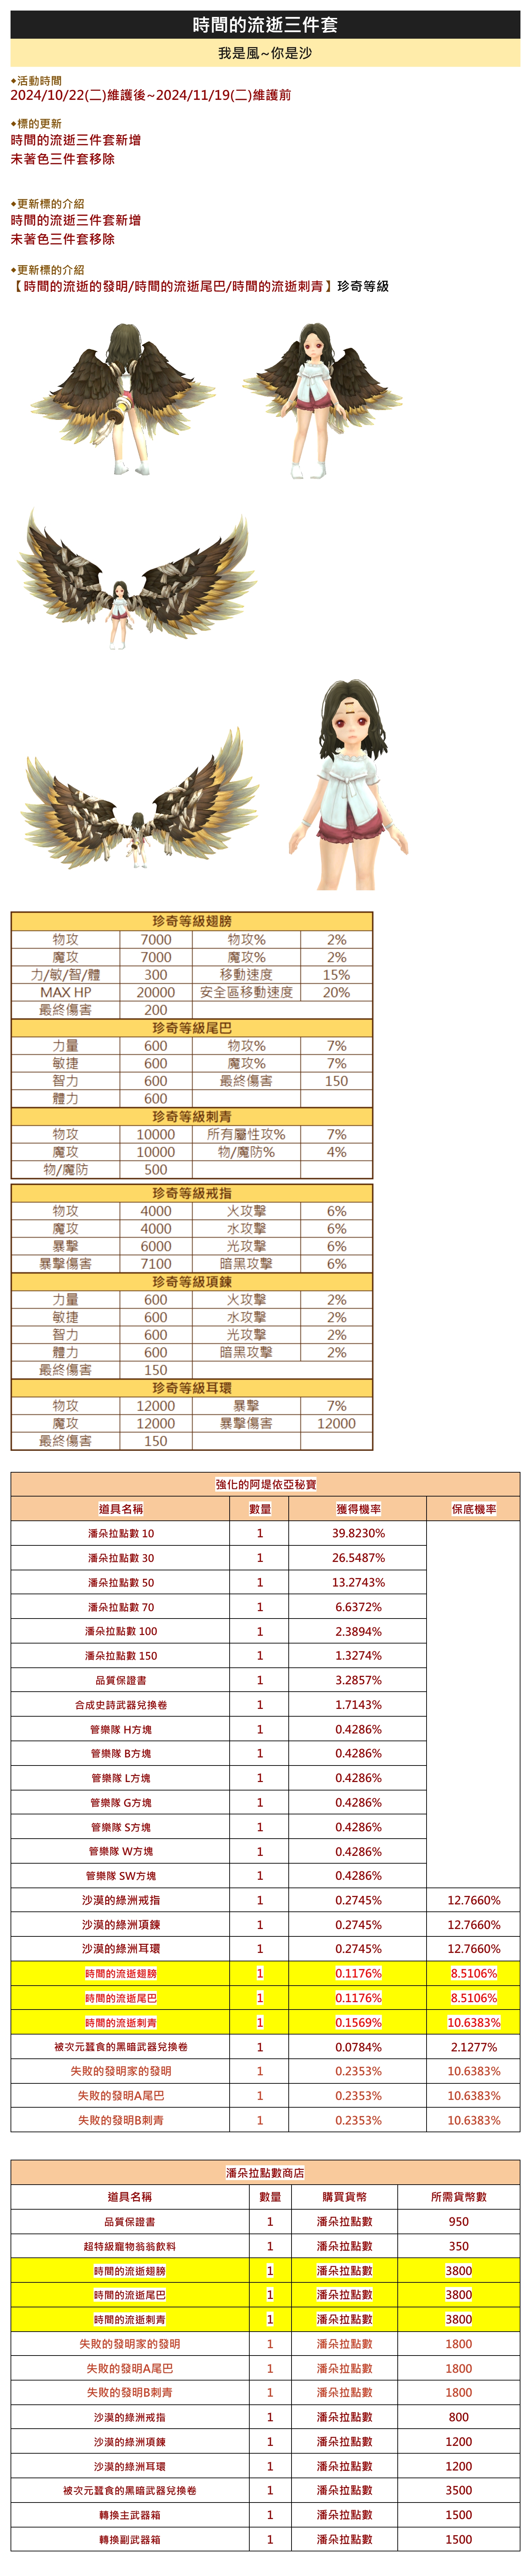 時間的流逝三件套
我是風~你是沙
◆活動時間
2024/10/22(二)維護後~2024/11/19(二)維護前
◆標的更新
時間的流逝三件套新增
未著色三件套移除
◆更新標的介紹
時間的流逝三件套新增
未著色三件套移除
◆更新標的介紹
【時間的流逝的發明/時間的流逝尾巴/時間的流逝刺青】珍奇等級
珍奇等級翅膀
物攻 7000 物攻% 2%
魔攻 7000 魔攻% 2%
力/敏/智/體 300 移動速度 15%
MAX HP 20000 安全區移動速度 20%
最終傷害 200
珍奇等級尾巴
力量 600 物攻% 7%
敏捷 600 魔攻% 7%
智力 600 最終傷害 150
體力 600
珍奇等級刺青
物攻 10000 所有屬性攻% 7%
魔攻 10000 物/魔防% 4%
物/魔防 500
珍奇等級戒指
物攻 4000 火攻擊 6%
魔攻 4000 水攻擊 6%
暴擊 6000 光攻擊 6%
暴擊傷害 7100 暗黑攻擊 6%
珍奇等級項鍊
力量 600 火攻擊 2%
敏捷 600 水攻擊 2%
智力 600 光攻擊 2%
體力 600 暗黑攻擊 2%
最終傷害 150
珍奇等級耳環
物攻 12000 暴擊 7%
魔攻 12000 暴擊傷害 12000
最終傷害 150
強化的阿堤依亞秘寶
道具名稱 數量 獲得機率 保底機率
潘朵拉點數 10 1 39.8230%
潘朵拉點數 30 1 26.5487%
潘朵拉點數 50 1 13.2743%
潘朵拉點數 70 1 6.6372%
潘朵拉點數 100 1 2.3894%
潘朵拉點數 150 1 1.3274%
品質保證書 1 3.2857%
合成史詩武器兌換卷 1 1.7143%
管樂隊 H方塊 1 0.4286%
管樂隊 B方塊 1 0.4286%
管樂隊 L方塊 1 0.4286%
管樂隊 G方塊 1 0.4286%
管樂隊 S方塊 1 0.4286%
管樂隊 W方塊 1 0.4286%
管樂隊 SW方塊 1 0.4286%
沙漠的綠洲戒指 1 0.2745% 12.7660%
沙漠的綠洲項鍊 1 0.2745% 12.7660%
沙漠的綠洲耳環 1 0.2745% 12.7660%
時間的流逝翅膀 1 0.1176% 8.5106%
時間的流逝尾巴 1 0.1176% 8.5106%
時間的流逝刺青 1 0.1569% 10.6383%
被次元蠶食的黑暗武器兌換卷 1 0.0784% 2.1277%
失敗的發明家的發明 1 0.2353% 10.6383%
失敗的發明A尾巴 1 0.2353% 10.6383%
失敗的發明B刺青 1 0.2353% 10.6383%
潘朵拉點數商店
道具名稱 數量 購買貨幣 所需貨幣數
品質保證書 1 潘朵拉點數 950
超特級寵物翁翁飲料 1 潘朵拉點數 350
時間的流逝翅膀 1 潘朵拉點數 3800
時間的流逝尾巴 1 潘朵拉點數 3800
時間的流逝刺青 1 潘朵拉點數 3800
失敗的發明家的發明 1 潘朵拉點數 1800
失敗的發明A尾巴 1 潘朵拉點數 1800
失敗的發明B刺青 1 潘朵拉點數 1800
沙漠的綠洲戒指 1 潘朵拉點數 800
沙漠的綠洲項鍊 1 潘朵拉點數 1200
沙漠的綠洲耳環 1 潘朵拉點數 1200
被次元蠶食的黑暗武器兌換卷 1 潘朵拉點數 3500
轉換主武器箱 1 潘朵拉點數 1500
轉換副武器箱 1 潘朵拉點數 1500